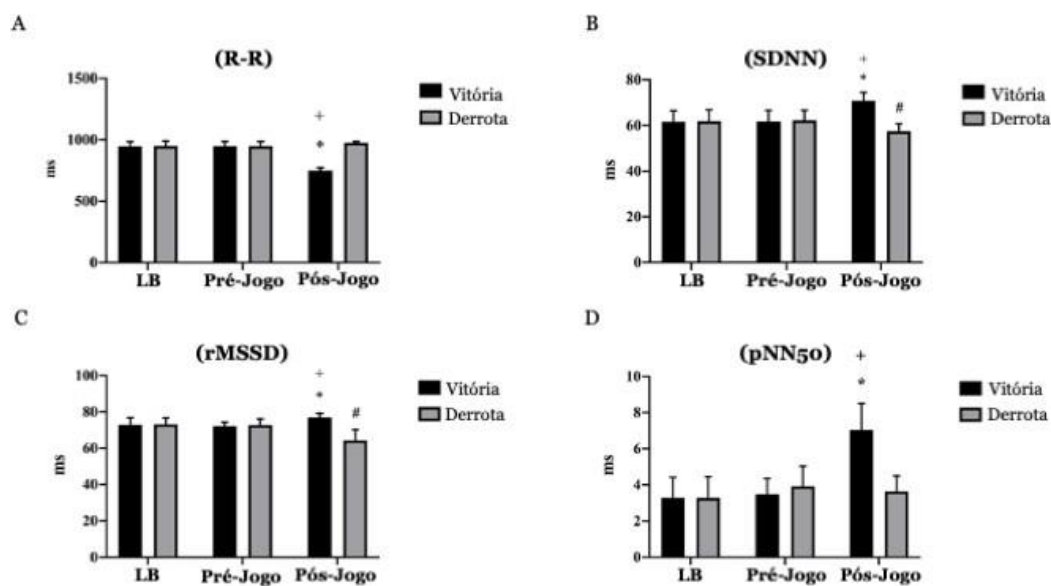 A
(R-R)
1500
1000
500
0
ms
+
*
LB
Pré-Jogo
Pós-Jogo
Vitória
Derrota
B
(SDNN)
80
60
40
20
0
ms
+
*
#
LB
Pré-Jogo
Pós-Jogo
Vitória
Derrota
C
(rMSSD)
100
80
60
40
20
0
ms
+
*
#
LB
Pré-Jogo
Pós-Jogo
Vitória
Derrota
D
(pNN50)
10
8
6
4
2
0
ms
+
*
LB
Pré-Jogo
Pós-Jogo
Vitória
Derrota